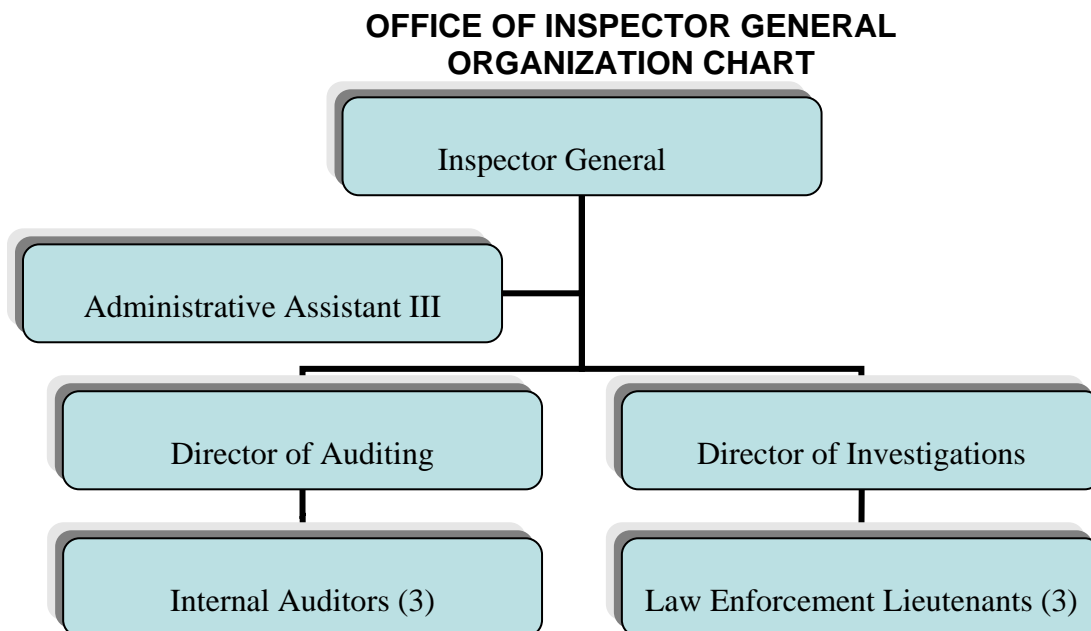 OFFICE OF INSPECTOR GENERAL
ORGANIZATION CHART
Inspector General
Administrative Assistant III
Director of Auditing
Director of Investigations
Internal Auditors (3)
Law Enforcement Lieutenants (3)